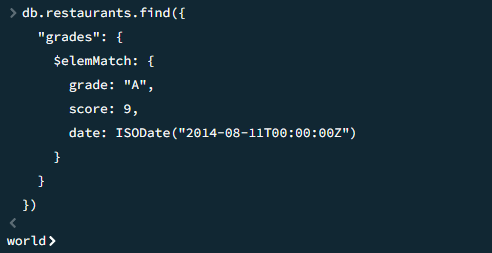 > db.restaurants.find({
"grades": {
$elemMatch: {
grade: "A",
score: 9,
date: ISODate("2014-08-11T00:00:00Z")
}
}
})
<
world>